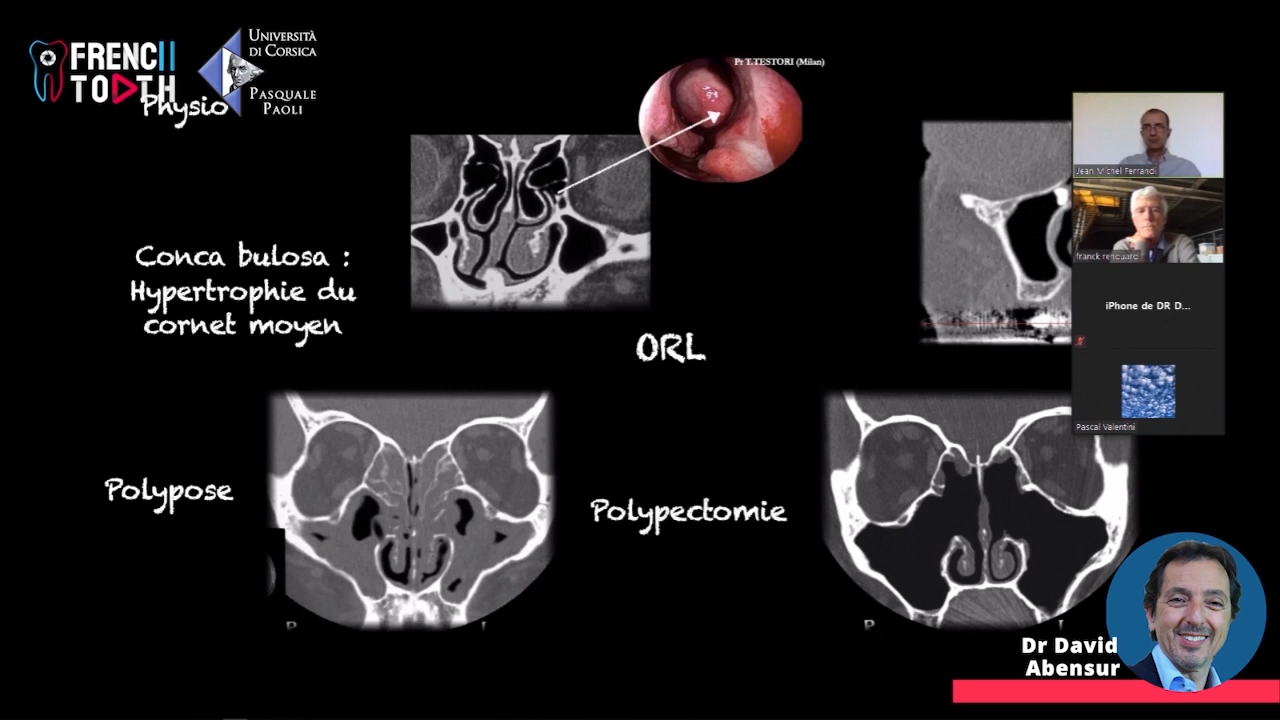 FRENCH
TOOTH
UNIVERSITÀ
DI CORSICA
PASQUALE
PAOLI
Physio
Pr T.TESTORI (Milan)
Conca bulosa :
Hypertrophie du
cornet moyen
ORL
Polypose
Polypectomie
Jean Michel Ferrandi
franck renouard
iPhone de DR D...
Pascal Valentini
Dr David
Abensur